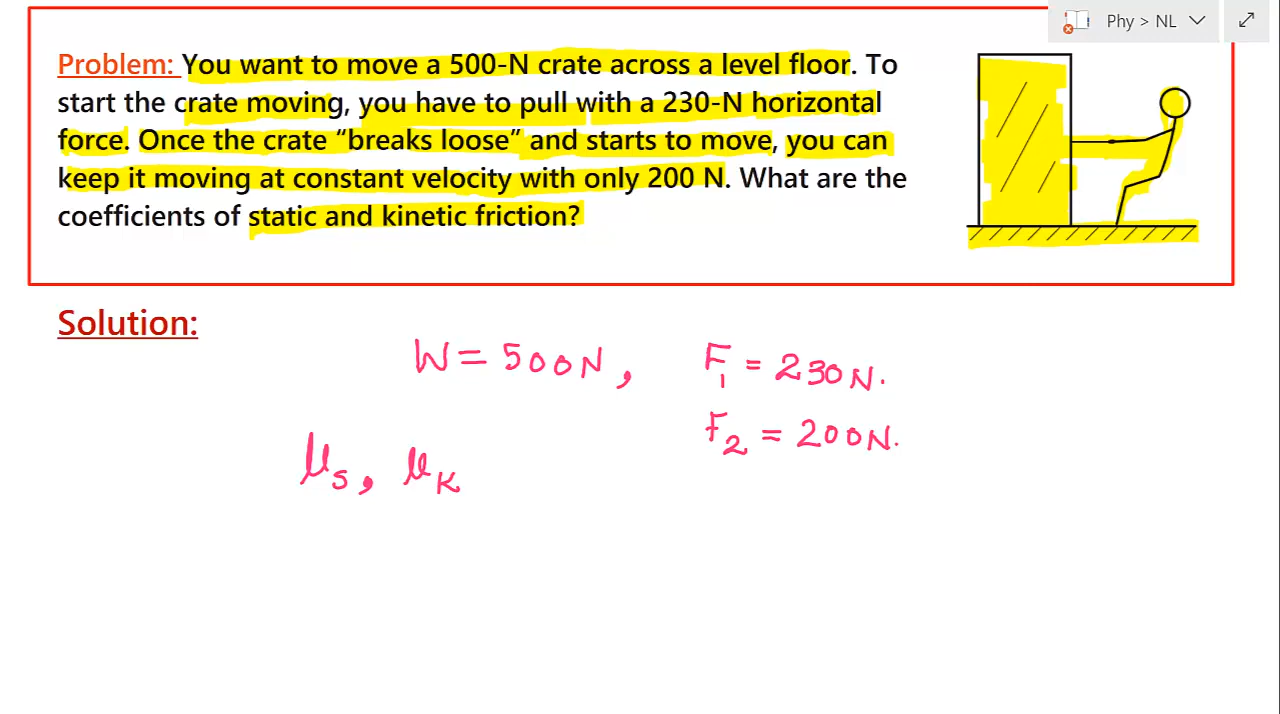 Phy > NL
Problem: You want to move a 500-N crate across a level floor. To
start the crate moving, you have to pull with a 230-N horizontal
force. Once the crate “breaks loose” and starts to move, you can
keep it moving at constant velocity with only 200 N. What are the
coefficients of static and kinetic friction?
Solution:
W = 500N, F₁ = 230N.
F₂ = 200N.
μₛ, μₖ